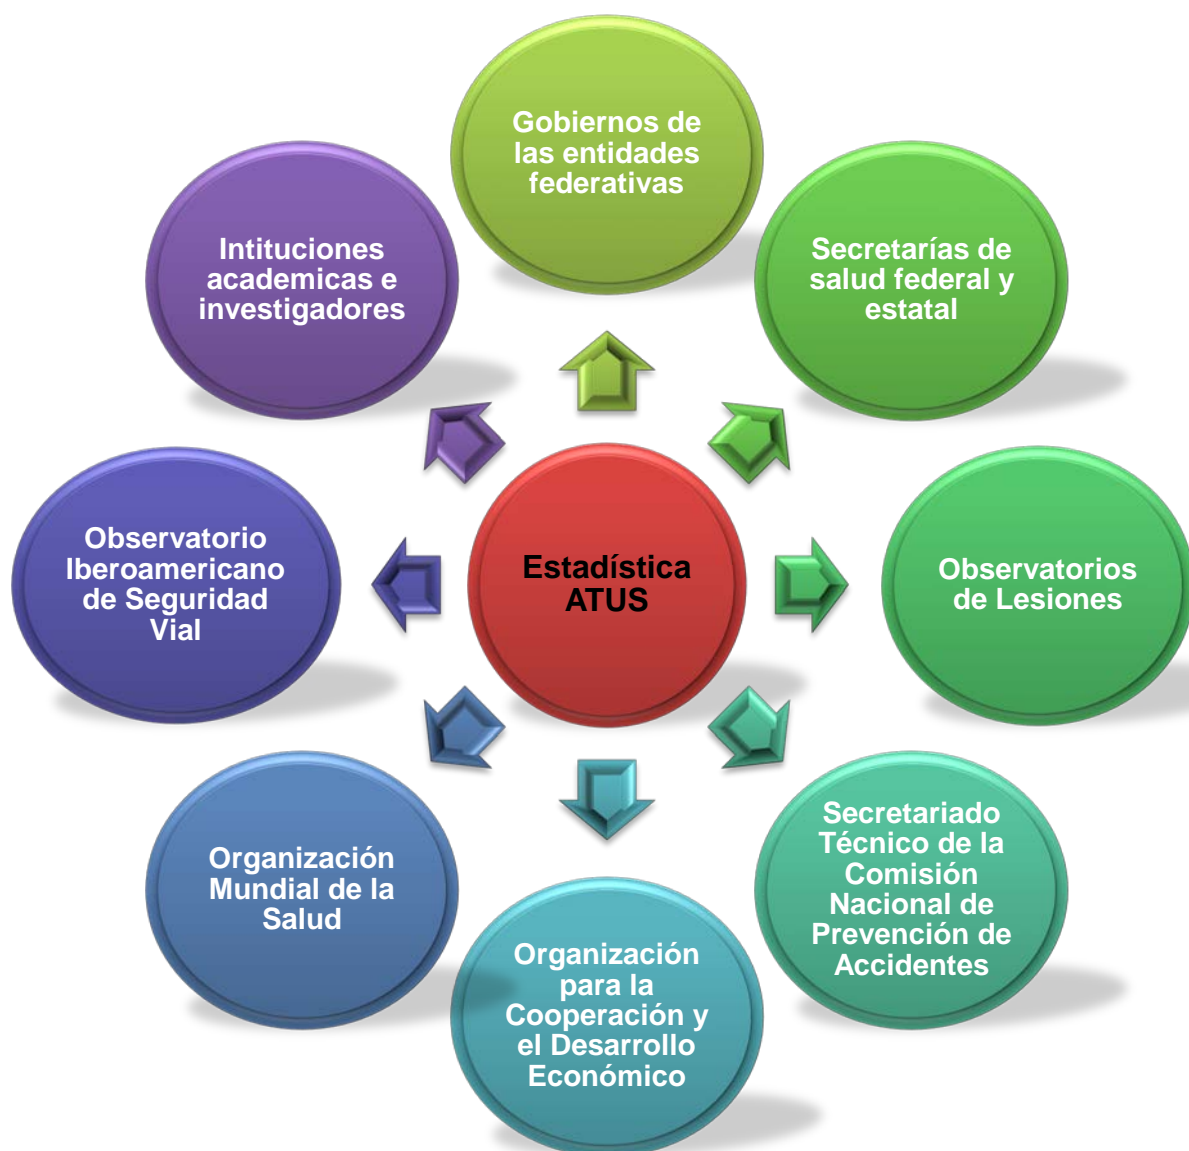 Gobiernos de
las entidades
federativas
Secretarías de
salud federal y
estatal
Observatorios
de Lesiones
Secretariado
Técnico de la
Comisión
Nacional de
Prevención de
Accidentes
Organización
para la
Cooperación y
el Desarrollo
Económico
Organización
Mundial de la
Salud
Observatorio
Iberoamericano
de Seguridad
Vial
Intituciones
academicas e
investigadores
Estadística
ATUS